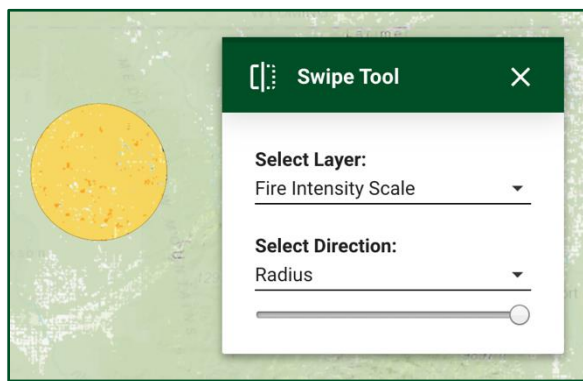 Swipe Tool
Select Layer:
Fire Intensity Scale
Select Direction:
Radius